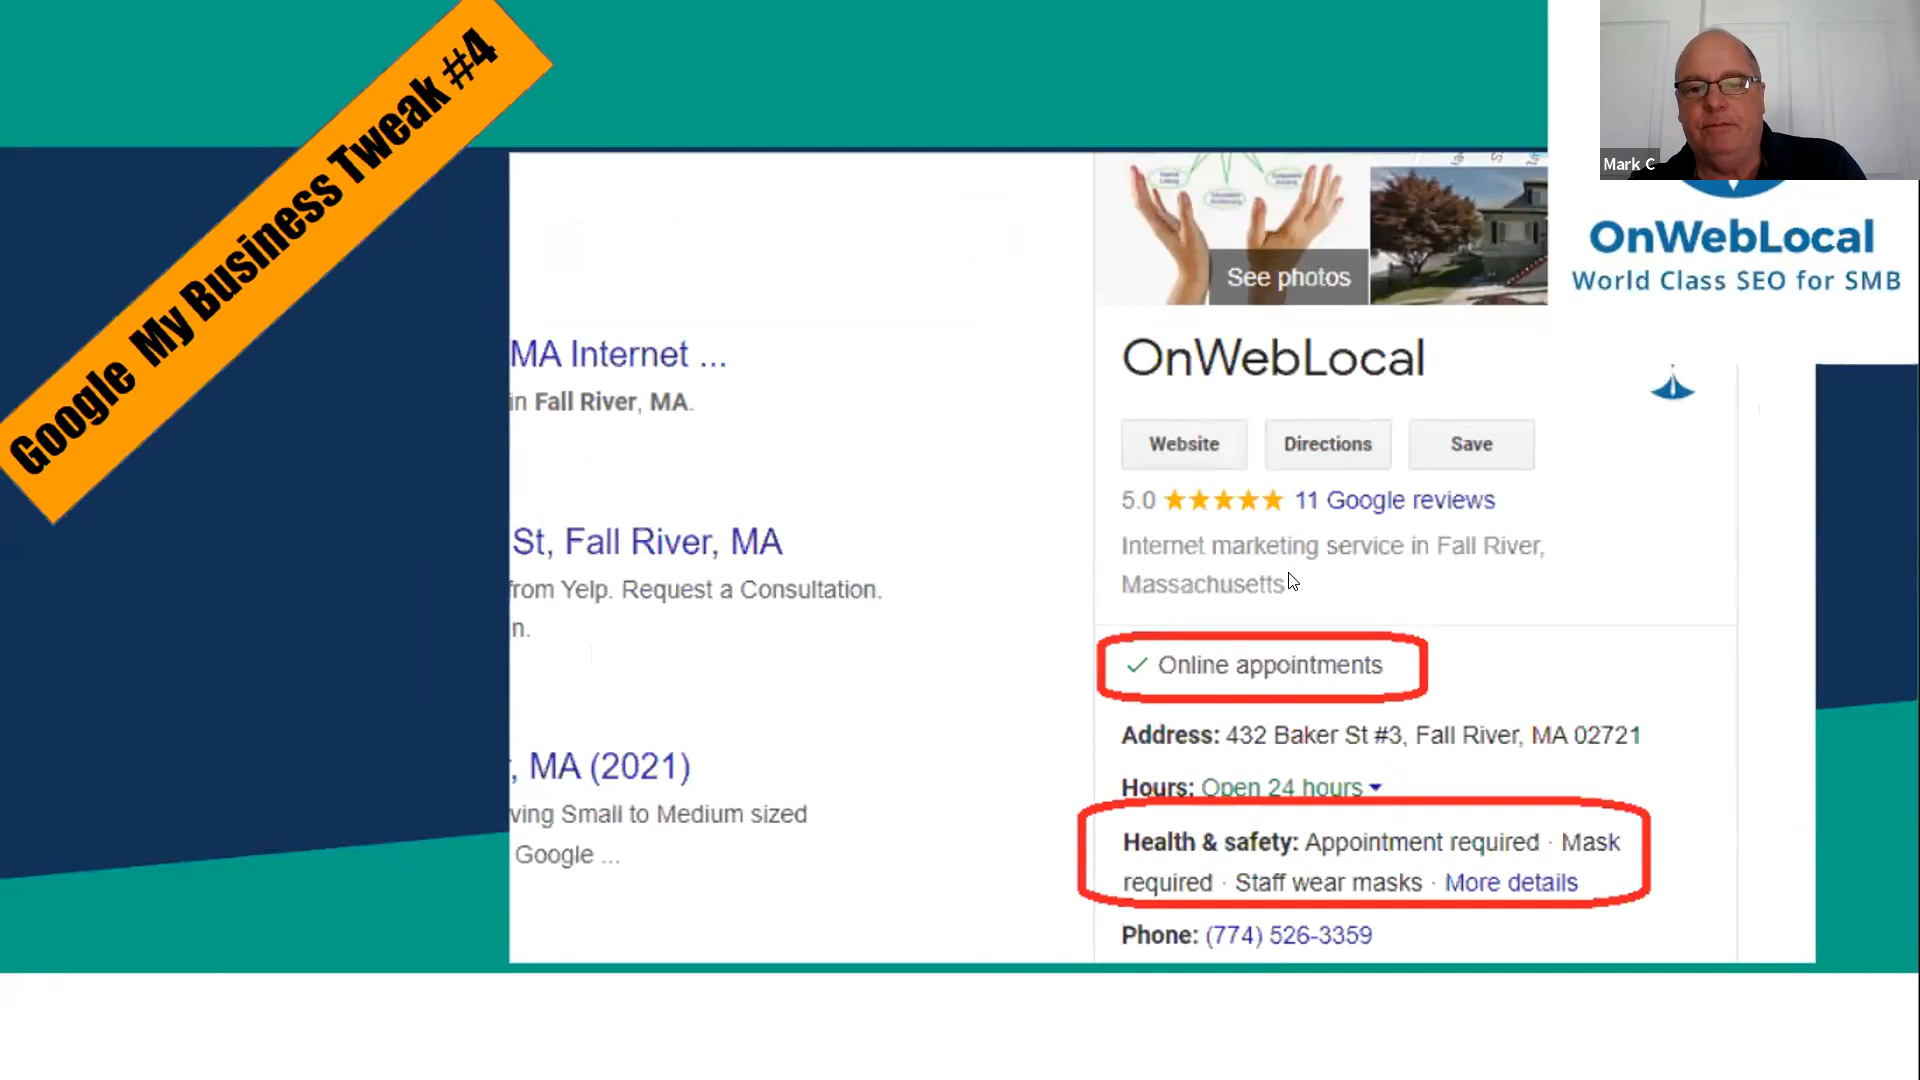 Google My Business Tweak #4
Mark C
OnWebLocal
World Class SEO for SMB
See photos
MA Internet ...
in Fall River, MA.
St, Fall River, MA
from Yelp. Request a Consultation.
n.
, MA (2021)
ving Small to Medium sized
Google ...
OnWebLocal
Website
Directions
Save
5.0 ★★★★★ 11 Google reviews
Internet marketing service in Fall River,
Massachusetts
✓ Online appointments
Address: 432 Baker St #3, Fall River, MA 02721
Hours: Open 24 hours
Health & safety: Appointment required · Mask
required · Staff wear masks · More details
Phone: (774) 526-3359